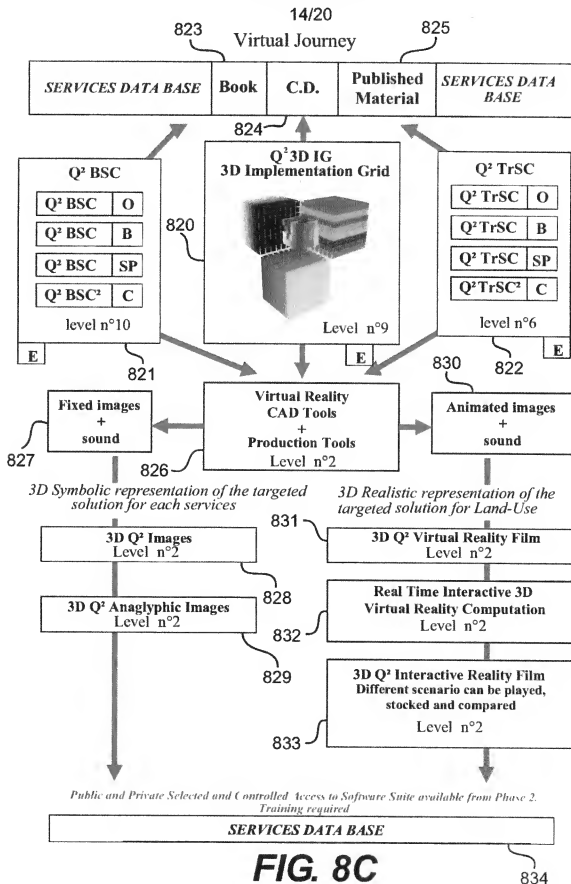 14/20
823
Virtual Journey
825
SERVICES DATA BASE
Book
C.D.
Published Material
SERVICES DATA BASE
824
Q² BSC
Q² BSC O
Q² BSC B
Q² BSC SP
Q² BSC² C
level n°10
E
821
820
Q² 3D IG
3D Implementation Grid
Level n°9
E
Q² TrSC
Q² TrSC O
Q² TrSC B
Q² TrSC SP
Q² TrSC² C
level n°6
E
822
830
Fixed images
+
sound
827
Virtual Reality
CAD Tools
+
Production Tools
Level n°2
826
Animated images
+
sound
3D Symbolic representation of the targeted
solution for each services
3D Realistic representation of the
targeted solution for Land-Use
831
3D Q² Images
Level n°2
828
3D Q² Virtual Reality Film
Level n°2
3D Q² Anaglyphic Images
Level n°2
829
Real Time Interactive 3D
Virtual Reality Computation
Level n°2
832
3D Q² Interactive Reality Film
Different scenario can be played,
stocked and compared
Level n°2
833
Public and Private Selected and Controlled Access to Software Suite available from Phase 2.
Training required
SERVICES DATA BASE
FIG. 8C
834